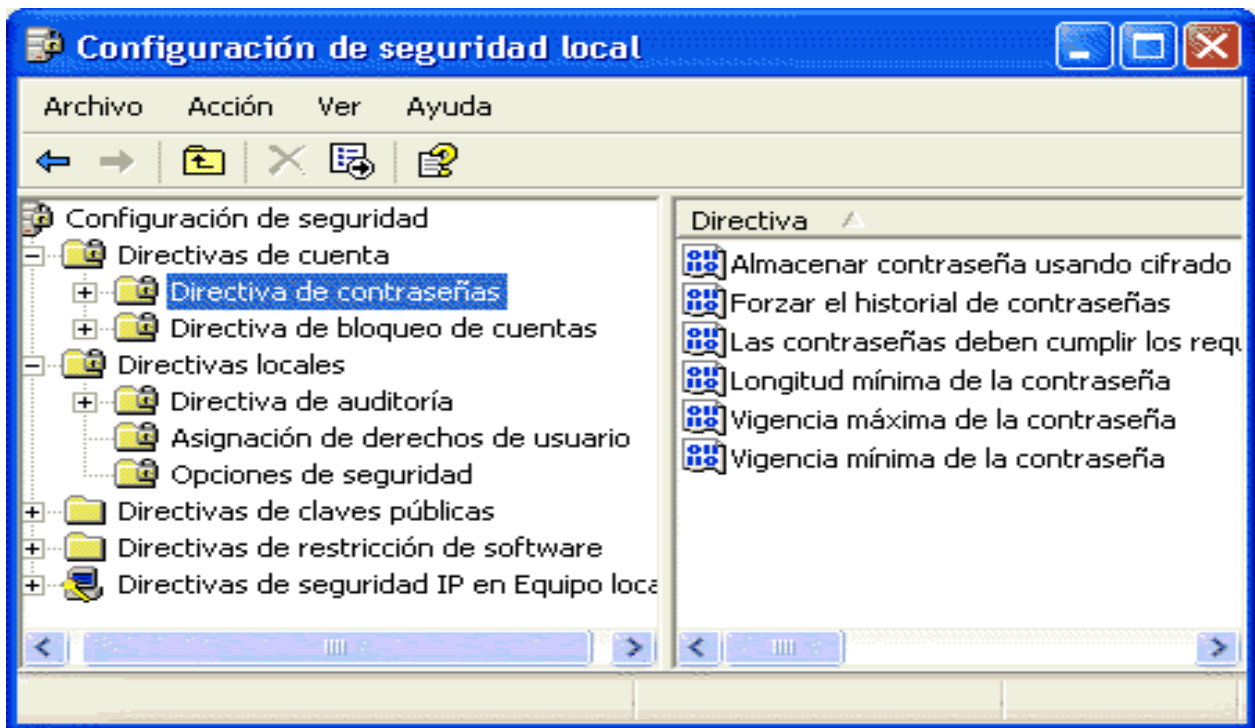 Configuración de seguridad local
Archivo Acción Ver Ayuda
Configuración de seguridad
Directivas de cuenta
Directiva de contraseñas
Directiva de bloqueo de cuentas
Directivas locales
Directiva de auditoría
Asignación de derechos de usuario
Opciones de seguridad
Directivas de claves públicas
Directivas de restricción de software
Directivas de seguridad IP en Equipo loca
Directiva
Almacenar contraseña usando cifrado
Forzar el historial de contraseñas
Las contraseñas deben cumplir los requ
Longitud mínima de la contraseña
Vigencia máxima de la contraseña
Vigencia mínima de la contraseña